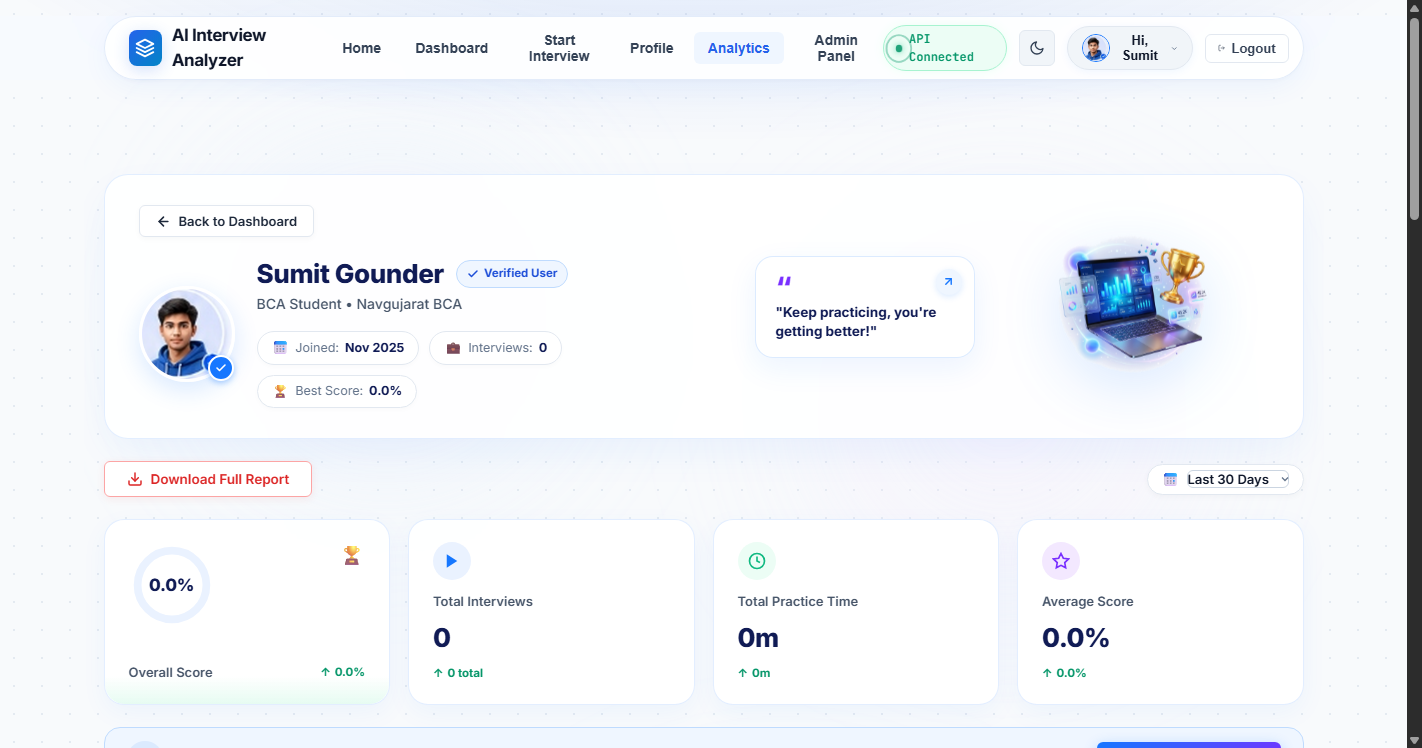 AI Interview
Analyzer
Home
Dashboard
Start
Interview
Profile
Analytics
Admin
Panel
API
Connected
Hi,
Sumit
Logout
Back to Dashboard
Sumit Gounder
Verified User
BCA Student • Navgujarat BCA
Joined: Nov 2025
Interviews: 0
Best Score: 0.0%
"Keep practicing, you're
getting better!"
Download Full Report
Last 30 Days
0.0%
Overall Score
↑ 0.0%
Total Interviews
0
↑ 0 total
Total Practice Time
0m
↑ 0m
Average Score
0.0%
↑ 0.0%